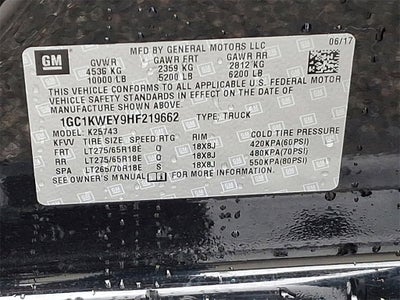 GM
MFD BY GENERAL MOTORS LLC 06/17
GVWR GAWR FRT GAWR RR
4536 KG 2359 KG 2812 KG
10000 LB 5200 LB 6200 LB
THIS VEHICLE CONFORMS TO ALL APPLICABLE U.S. FEDERAL MOTOR
VEHICLE SAFETY STANDARDS IN EFFECT ON THE DATE OF
MANUFACTURE SHOWN ABOVE.
1GC1KWEY9HF219662 TYPE: TRUCK
MODEL: K25743
KFVV TIRE SIZE SPEED RTG RIM COLD TIRE PRESSURE
FRT LT275/65R18E Q 18X8J 420KPA(60PSI)
RR LT275/65R18E Q 18X8J 480KPA(70PSI)
SPA LT265/70R18E S 18X8J 550KPA(80PSI)
SEE OWNER'S MANUAL FOR MORE INFORMATION.